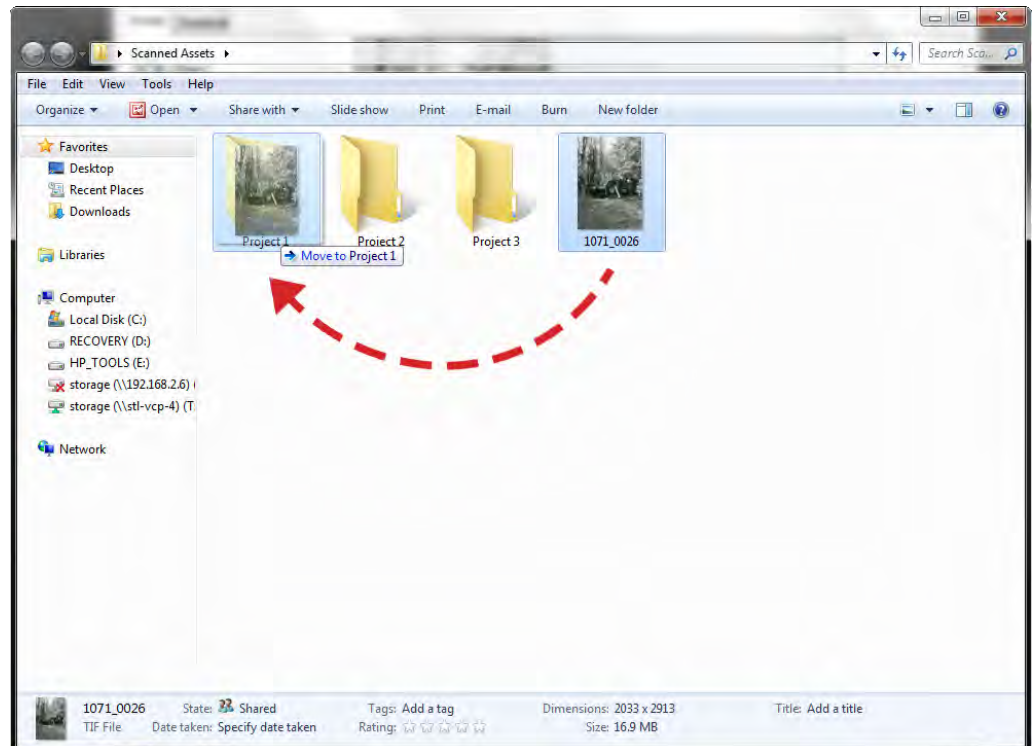 Scanned Assets
Search Sca...
File Edit View Tools Help
Organize Open Share with Slide show Print E-mail Burn New folder
Favorites
Desktop
Recent Places
Downloads
Libraries
Computer
Local Disk (C:)
RECOVERY (D:)
HP_TOOLS (E:)
storage (\\192.168.2.6) (
storage (\\stl-vcp-4) (T
Network
Project 1 Project 2 Project 3 1071_0026
Move to Project 1
1071_0026 State: Shared Tags: Add a tag Dimensions: 2033 x 2913 Title: Add a title
TIF File Date taken: Specify date taken Rating: Size: 16.9 MB